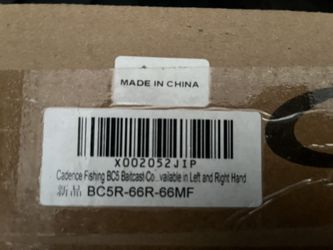 MADE IN CHINA
X002052JIP
Cadence Fishing BC5 Baitcast Co...vailable in Left and Right Hand
新品 BC5R-66R-66MF